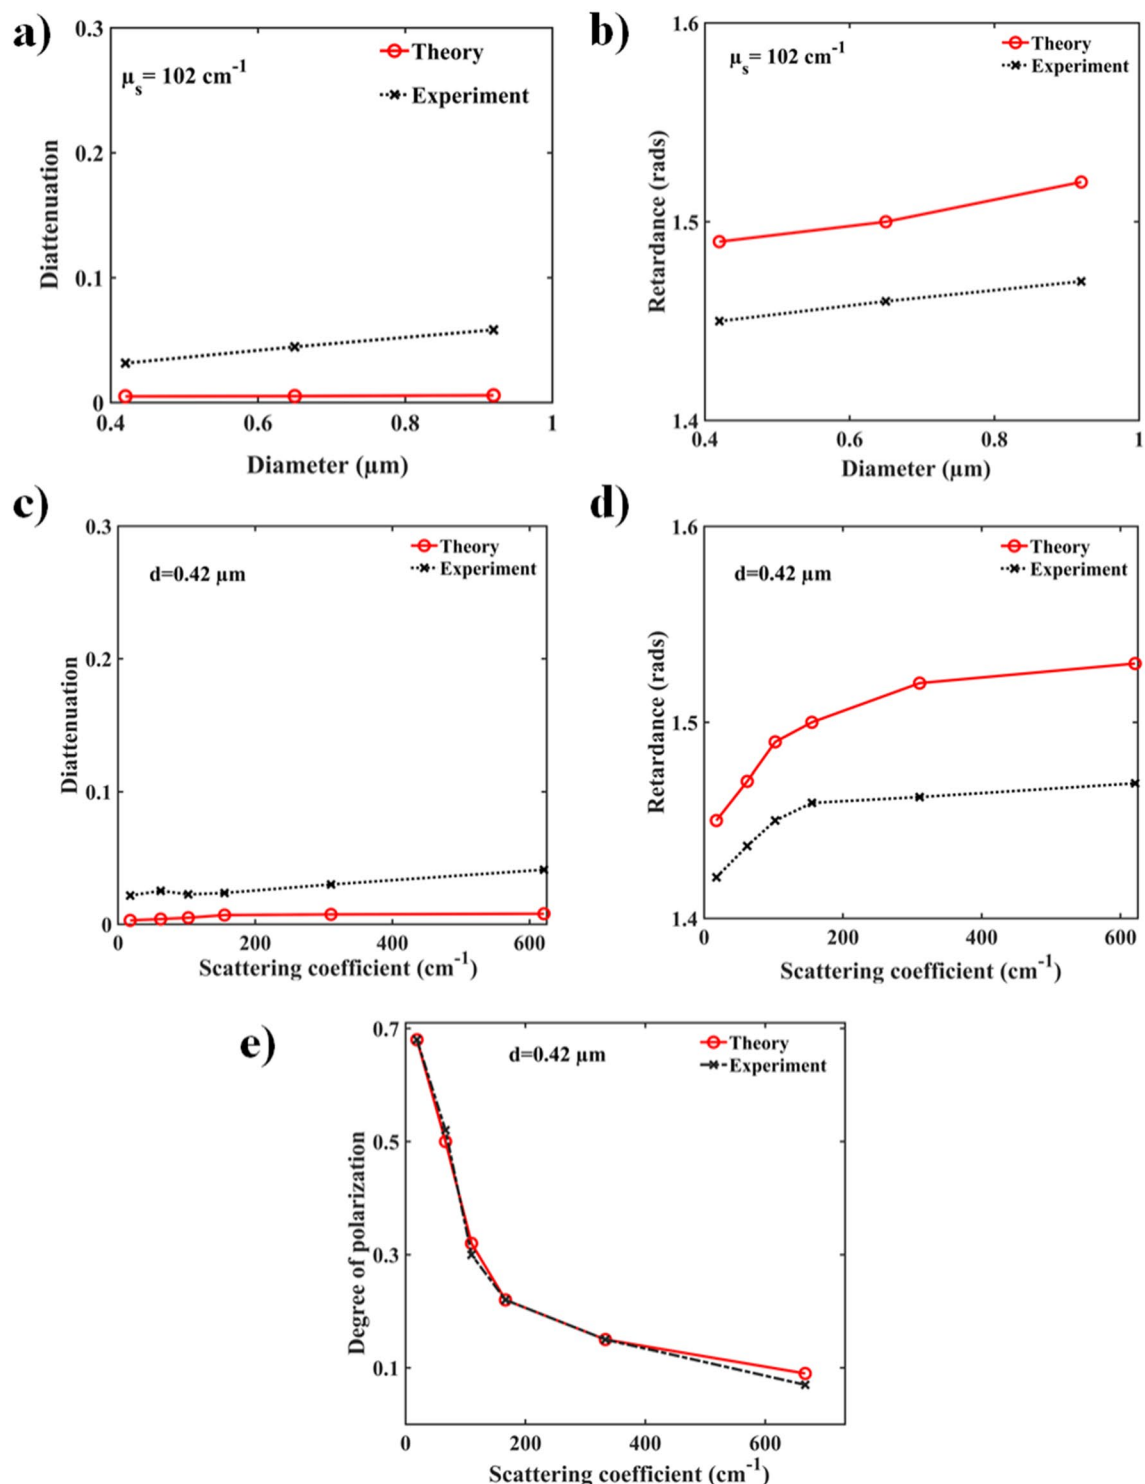 a)
0.3
0.2
0.1
0
Diattenuation
μs= 102 cm-1
Theory
Experiment
0.4
0.6
0.8
1
Diameter (μm)
b)
1.6
1.5
1.4
Retardance (rads)
μs= 102 cm-1
Theory
Experiment
0.4
0.6
0.8
1
Diameter (μm)
c)
0.3
0.2
0.1
0
Diattenuation
d=0.42 μm
Theory
Experiment
0
200
400
600
Scattering coefficient (cm-1)
d)
1.6
1.5
1.4
Retardance (rads)
d=0.42 μm
Theory
Experiment
0
200
400
600
Scattering coefficient (cm-1)
e)
0.7
0.5
0.3
0.1
Degree of polarization
d=0.42 μm
Theory
Experiment
0
200
400
600
Scattering coefficient (cm-1)